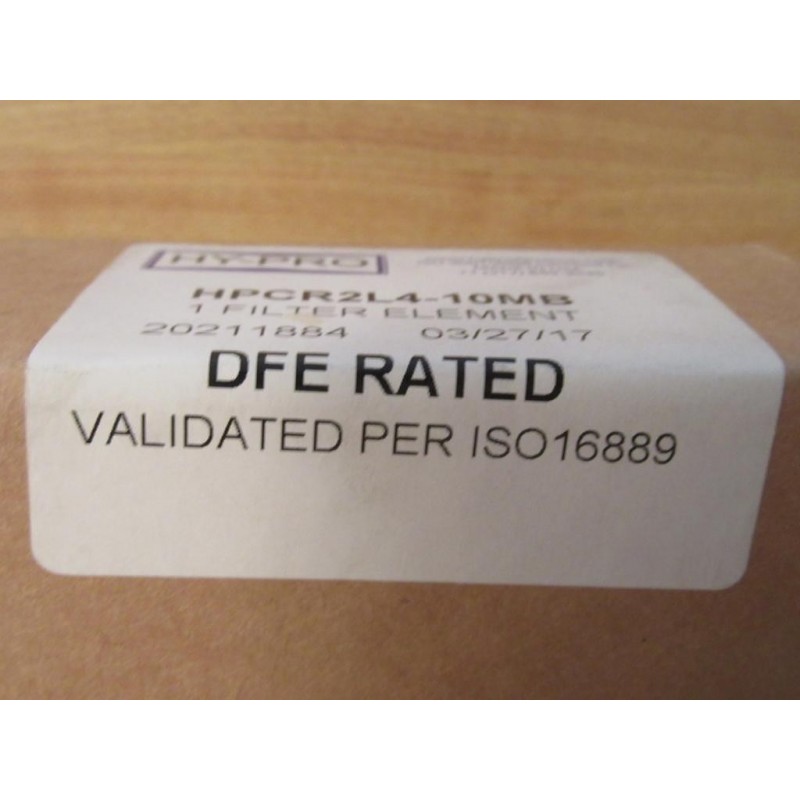 HY-PRO
HPCR2L4-10MB
1 FILTER ELEMENT
20211884 03/27/17
DFE RATED
VALIDATED PER ISO16889